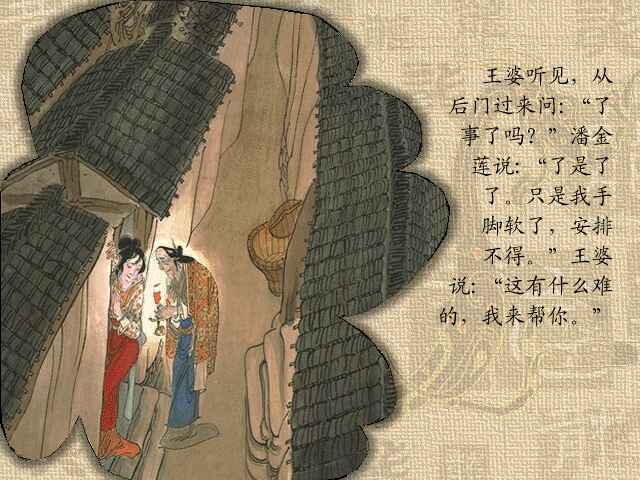 王婆听见，从
后门过来问：“了
事了吗？”潘金
莲说：“了是了
了。只是我手
脚软了，安排
不得。”王婆
说：“这有什么难
的，我来帮你。”